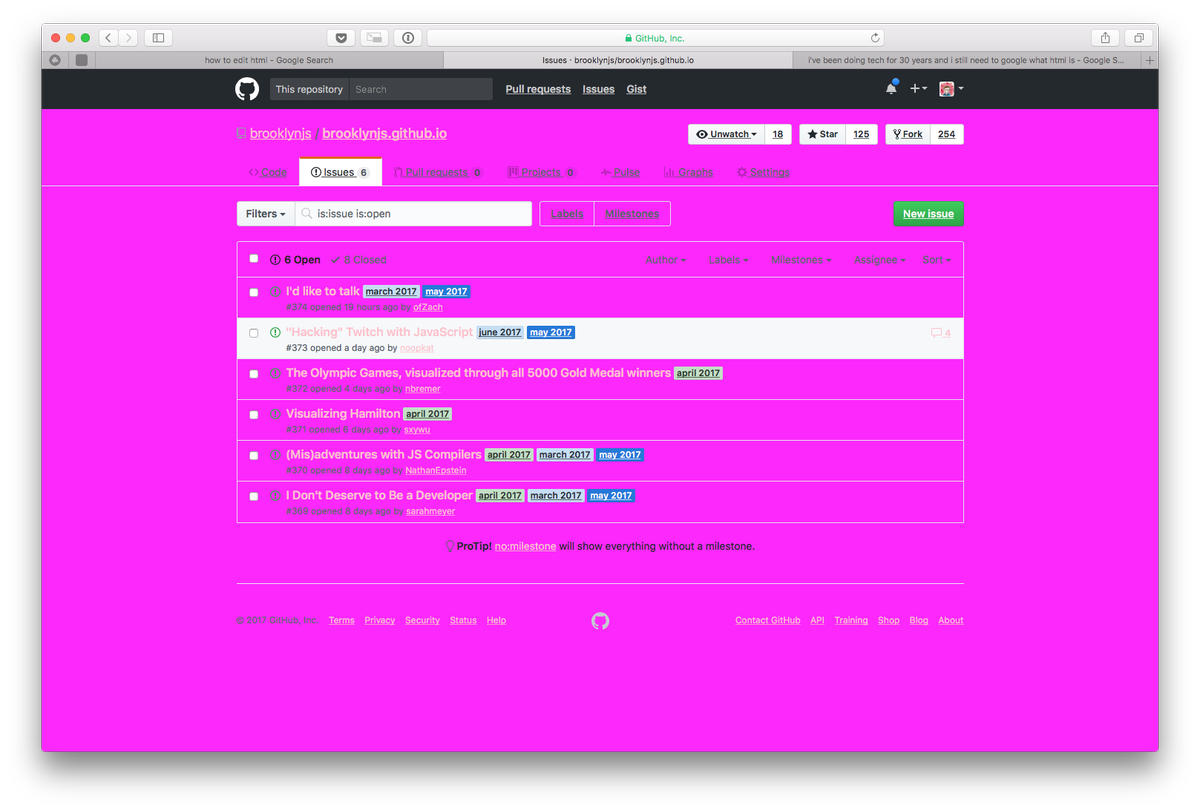 GitHub, Inc.
how to edit html - Google Search
Issues · brooklynjs/brooklynjs.github.io
i've been doing tech for 30 years and i still need to google what html is - Google S...
This repository Search Pull requests Issues Gist
brooklynjs / brooklynjs.github.io
Unwatch 18 Star 125 Fork 254
Code Issues 6 Pull requests 0 Projects 0 Pulse Graphs Settings
Filters is:issue is:open Labels Milestones New issue
6 Open 8 Closed Author Labels Milestones Assignee Sort
I'd like to talk march 2017 may 2017
#374 opened 19 hours ago by ofZach
"Hacking" Twitch with JavaScript june 2017 may 2017 4
#373 opened a day ago by noopkat
The Olympic Games, visualized through all 5000 Gold Medal winners april 2017
#372 opened 4 days ago by nbremer
Visualizing Hamilton april 2017
#371 opened 6 days ago by sxywu
(Mis)adventures with JS Compilers april 2017 march 2017 may 2017
#370 opened 8 days ago by NathanEpstein
I Don't Deserve to Be a Developer april 2017 march 2017 may 2017
#369 opened 8 days ago by sarahmeyer
ProTip! no:milestone will show everything without a milestone.
© 2017 GitHub, Inc. Terms Privacy Security Status Help Contact GitHub API Training Shop Blog About